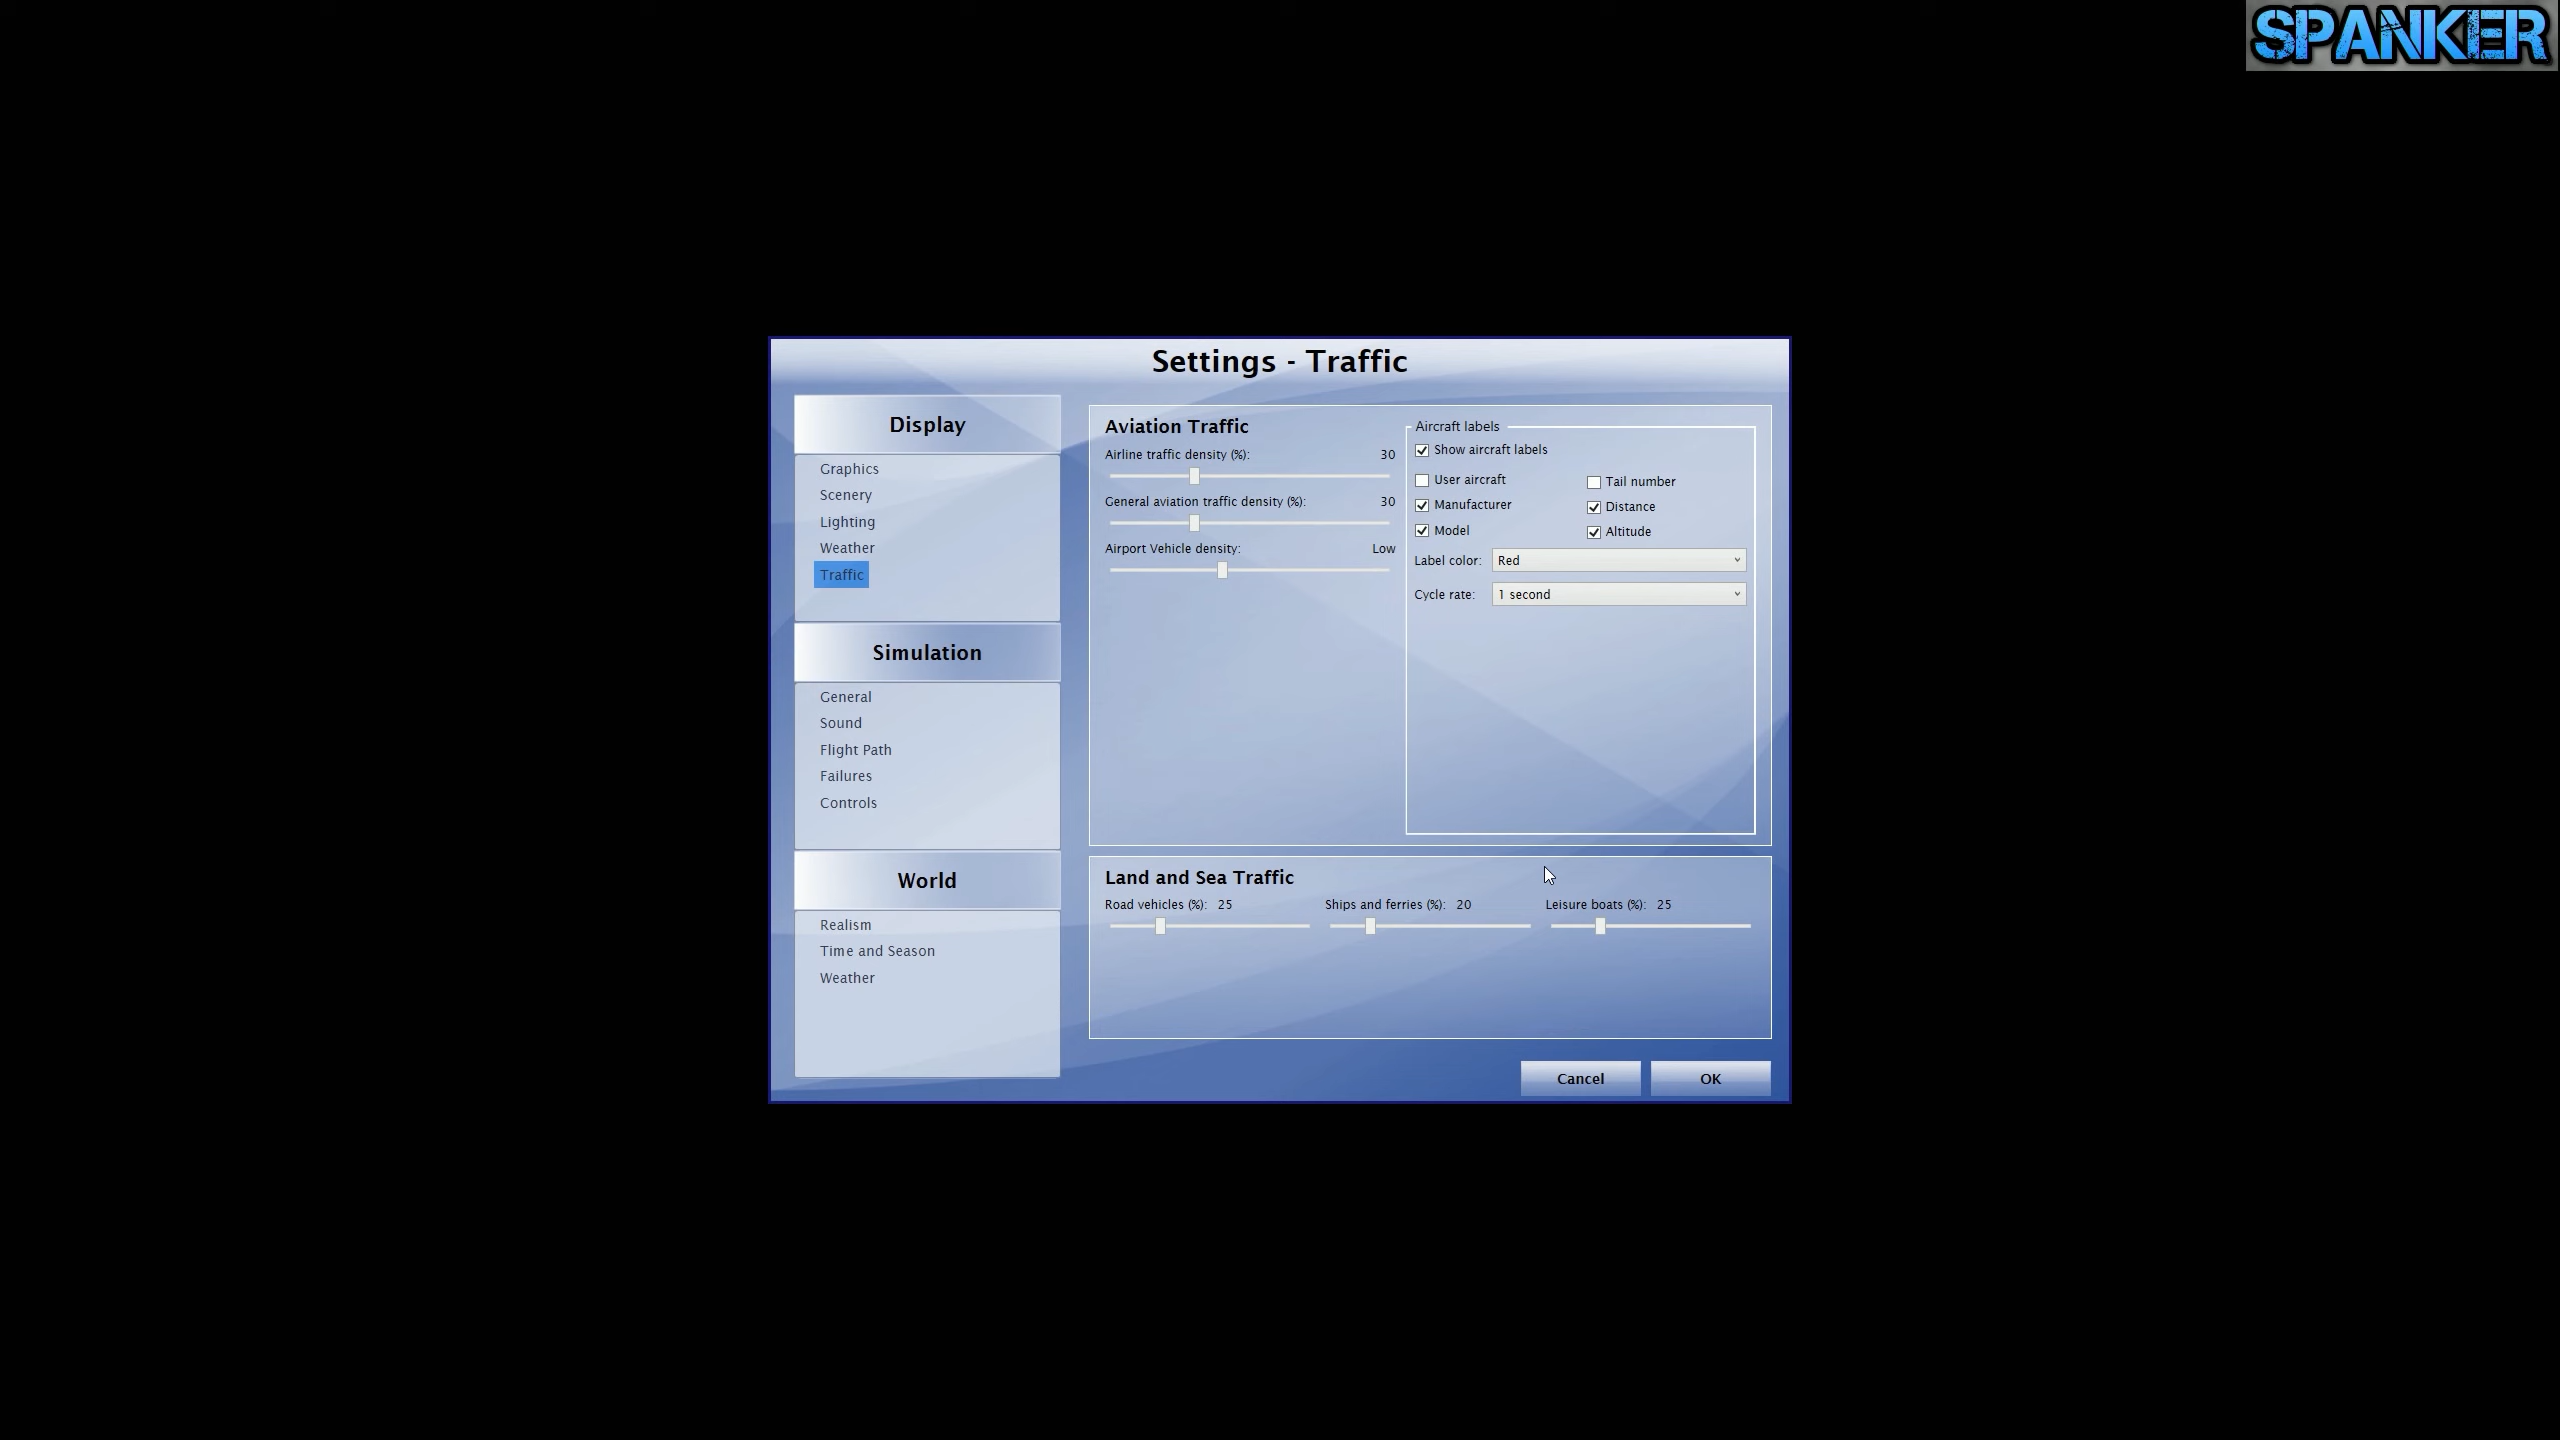 SPANKER
Settings - Traffic
Display
Graphics
Scenery
Lighting
Weather
Traffic
Simulation
General
Sound
Flight Path
Failures
Controls
World
Realism
Time and Season
Weather
Aviation Traffic
Airline traffic density (%): 30
General aviation traffic density (%): 30
Airport Vehicle density: Low
Aircraft labels
Show aircraft labels
User aircraft
Tail number
Manufacturer
Distance
Model
Altitude
Label color: Red
Cycle rate: 1 second
Land and Sea Traffic
Road vehicles (%): 25
Ships and ferries (%): 20
Leisure boats (%): 25
Cancel
OK